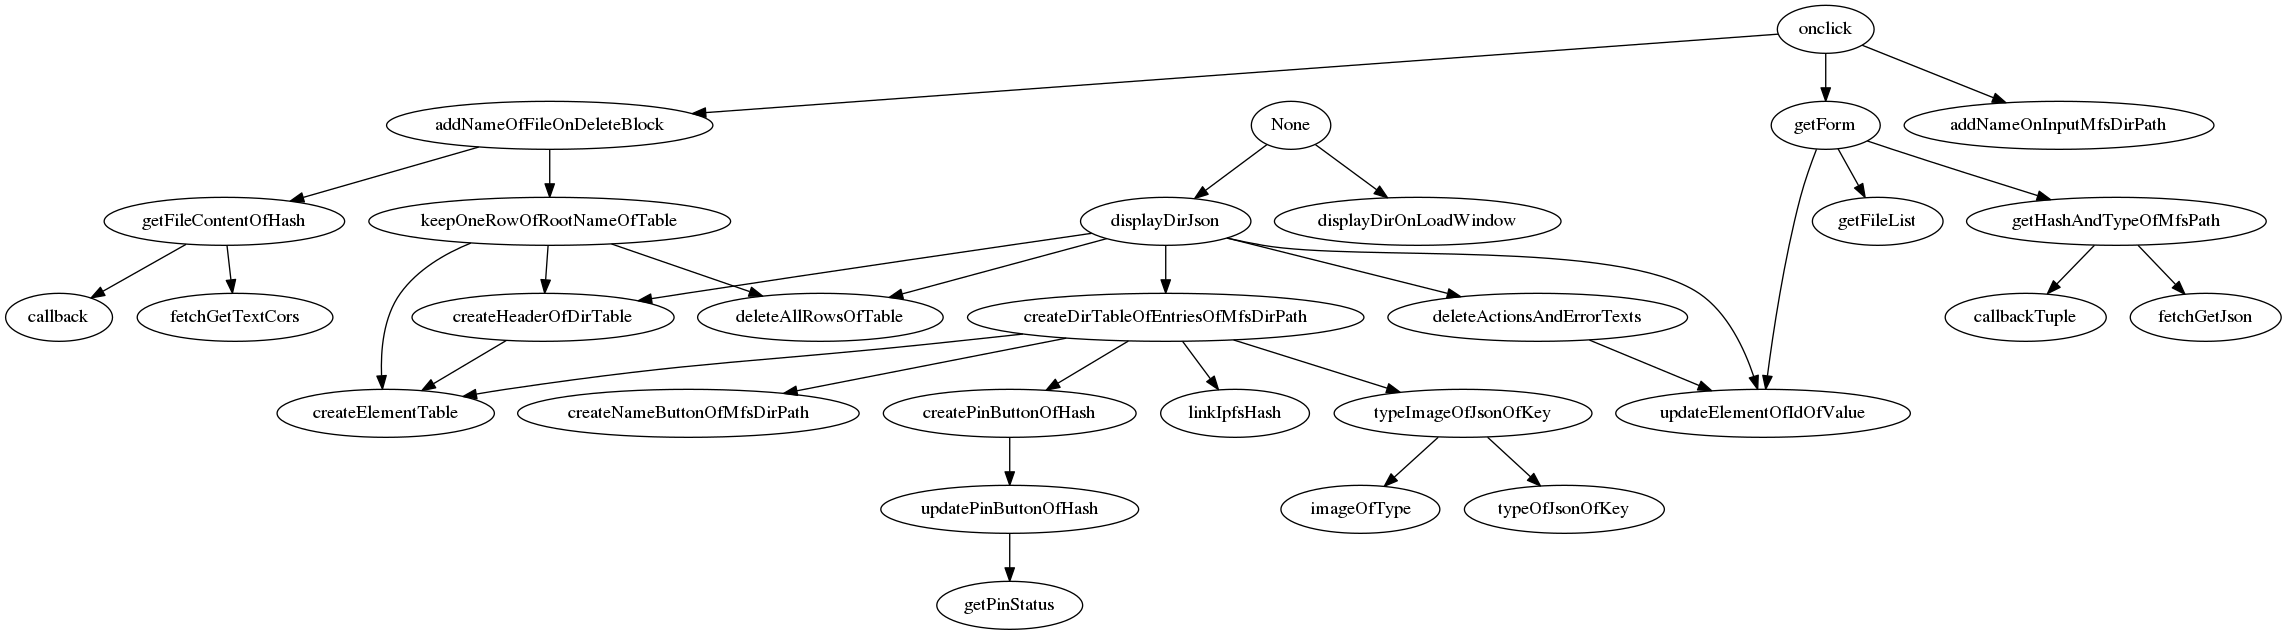 onclick
addNameOfFileOnDeleteBlock
None
getForm
addNameOnInputMfsDirPath
getFileContentOfHash
keepOneRowOfRootNameOfTable
displayDirJson
displayDirOnLoadWindow
getFileList
getHashAndTypeOfMfsPath
callback
fetchGetTextCors
createHeaderOfDirTable
deleteAllRowsOfTable
createDirTableOfEntriesOfMfsDirPath
deleteActionsAndErrorTexts
callbackTuple
fetchGetJson
createElementTable
createNameButtonOfMfsDirPath
createPinButtonOfHash
linkIpfsHash
typeImageOfJsonOfKey
updateElementOfIdOfValue
updatePinButtonOfHash
imageOfType
typeOfJsonOfKey
getPinStatus